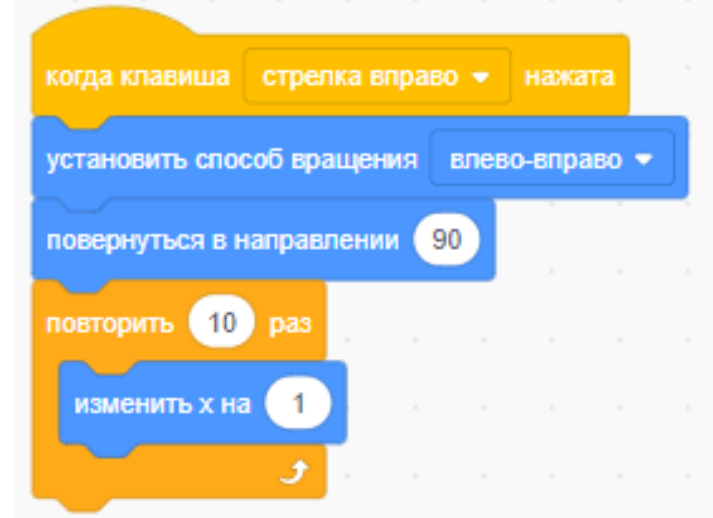 когда клавиша стрелка вправо нажата
установить способ вращения влево-вправо
повернуться в направлении 90
повторить 10 раз
изменить х на 1